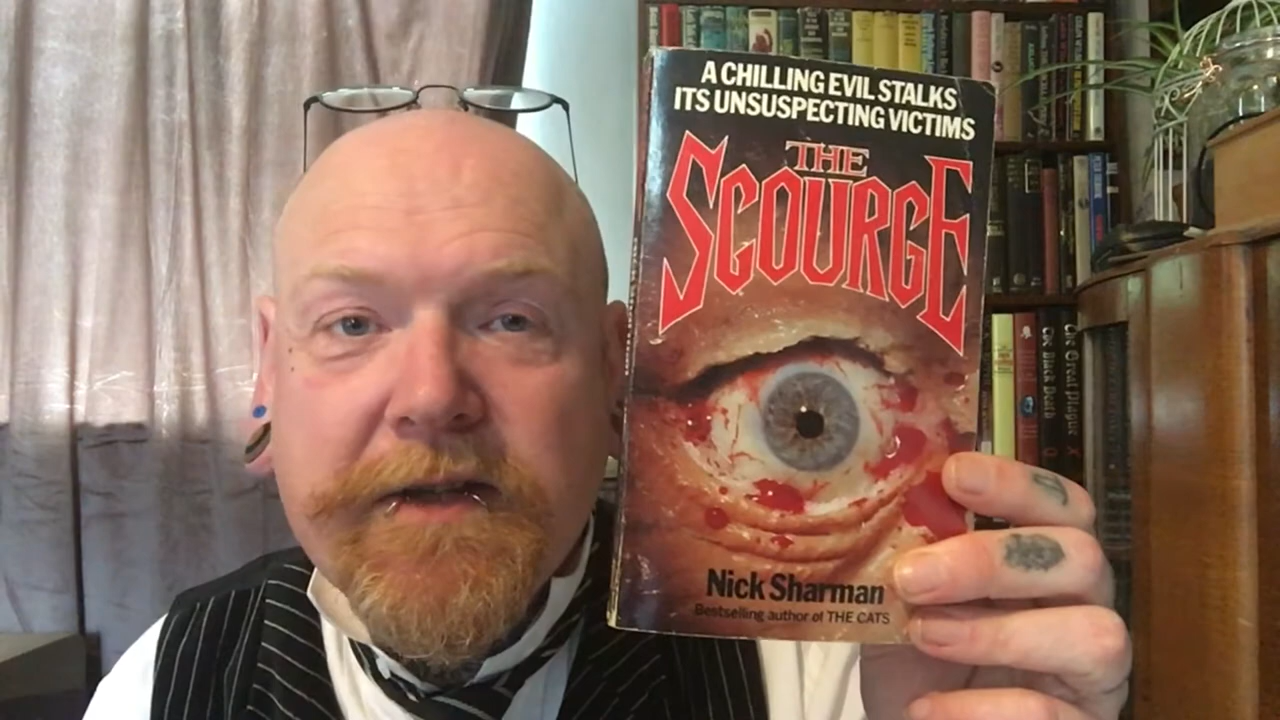 A CHILLING EVIL STALKS
ITS UNSUSPECTING VICTIMS
THE
SCOURGE
Nick Sharman
Bestselling author of THE CATS
The Black Death
The Great Plague